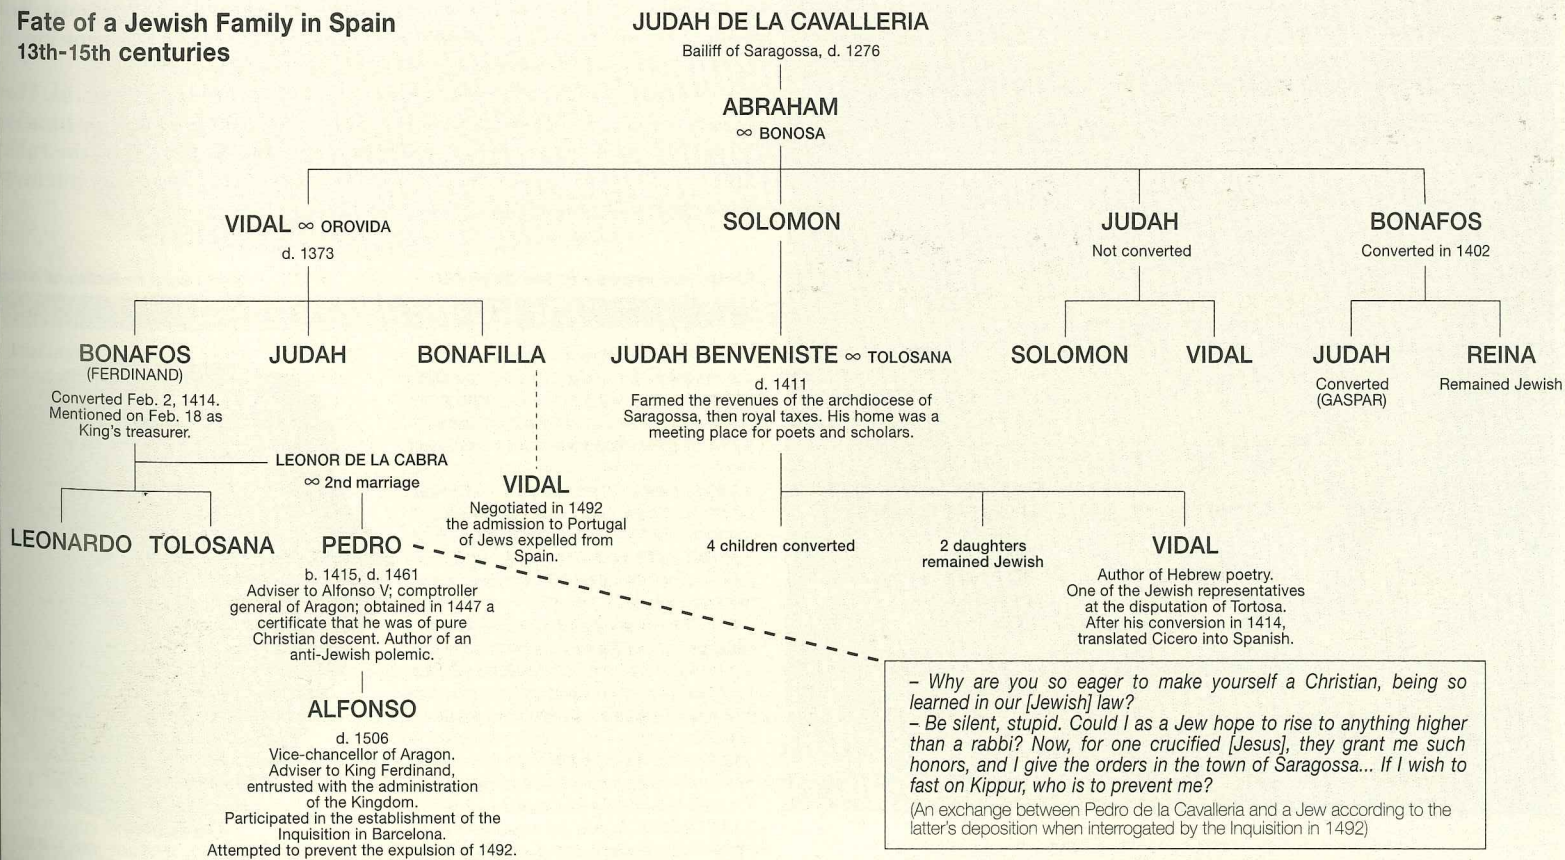 Fate of a Jewish Family in Spain
13th-15th centuries
JUDAH DE LA CAVALLERIA
Bailiff of Saragossa, d. 1276
ABRAHAM
∞ BONOSA
VIDAL ∞ OROVIDA
d. 1373
SOLOMON
JUDAH
Not converted
BONAFOS
Converted in 1402
BONAFOS
(FERDINAND)
Converted Feb. 2, 1414.
Mentioned on Feb. 18 as
King's treasurer.
JUDAH
BONAFILLA
JUDAH BENVENISTE ∞ TOLOSANA
d. 1411
Farmed the revenues of the archdiocese of
Saragossa, then royal taxes. His home was a
meeting place for poets and scholars.
SOLOMON
VIDAL
JUDAH
Converted
(GASPAR)
REINA
Remained Jewish
LEONOR DE LA CABRA
∞ 2nd marriage
VIDAL
Negotiated in 1492
the admission to Portugal
of Jews expelled from
Spain.
LEONARDO
TOLOSANA
PEDRO
b. 1415, d. 1461
Adviser to Alfonso V; comptroller
general of Aragon; obtained in 1447 a
certificate that he was of pure
Christian descent. Author of an
anti-Jewish polemic.
4 children converted
2 daughters
remained Jewish
VIDAL
Author of Hebrew poetry.
One of the Jewish representatives
at the disputation of Tortosa.
After his conversion in 1414,
translated Cicero into Spanish.
ALFONSO
d. 1506
Vice-chancellor of Aragon.
Adviser to King Ferdinand,
entrusted with the administration
of the Kingdom.
Participated in the establishment of the
Inquisition in Barcelona.
Attempted to prevent the expulsion of 1492.
– Why are you so eager to make yourself a Christian, being so
learned in our [Jewish] law?
– Be silent, stupid. Could I as a Jew hope to rise to anything higher
than a rabbi? Now, for one crucified [Jesus], they grant me such
honors, and I give the orders in the town of Saragossa... If I wish to
fast on Kippur, who is to prevent me?
(An exchange between Pedro de la Cavalleria and a Jew according to the
latter's deposition when interrogated by the Inquisition in 1492)